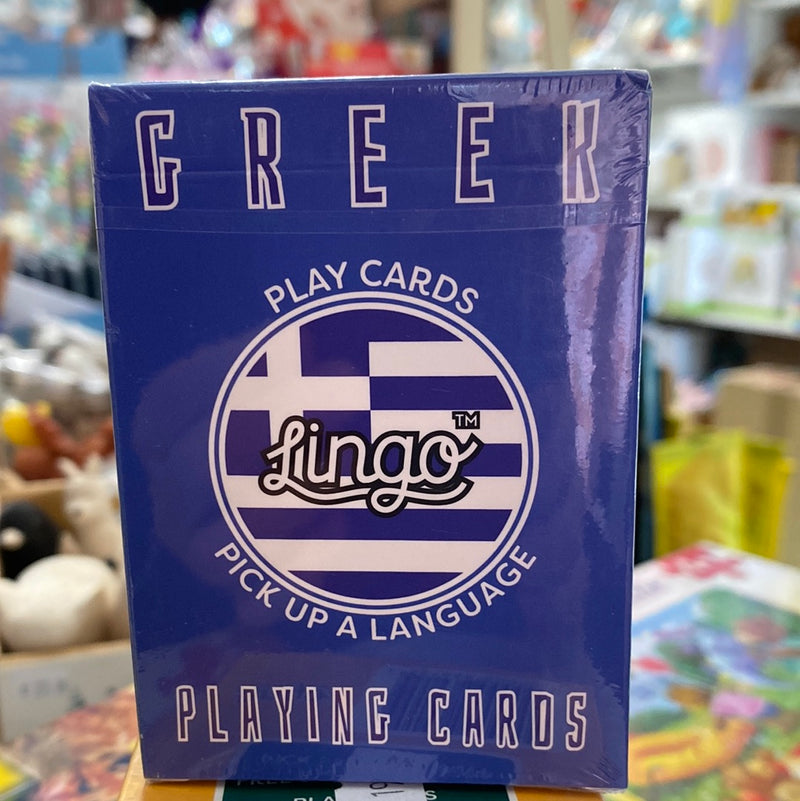 GREEK
PLAY CARDS
Lingo™
PICK UP A LANGUAGE
PLAYING CARDS